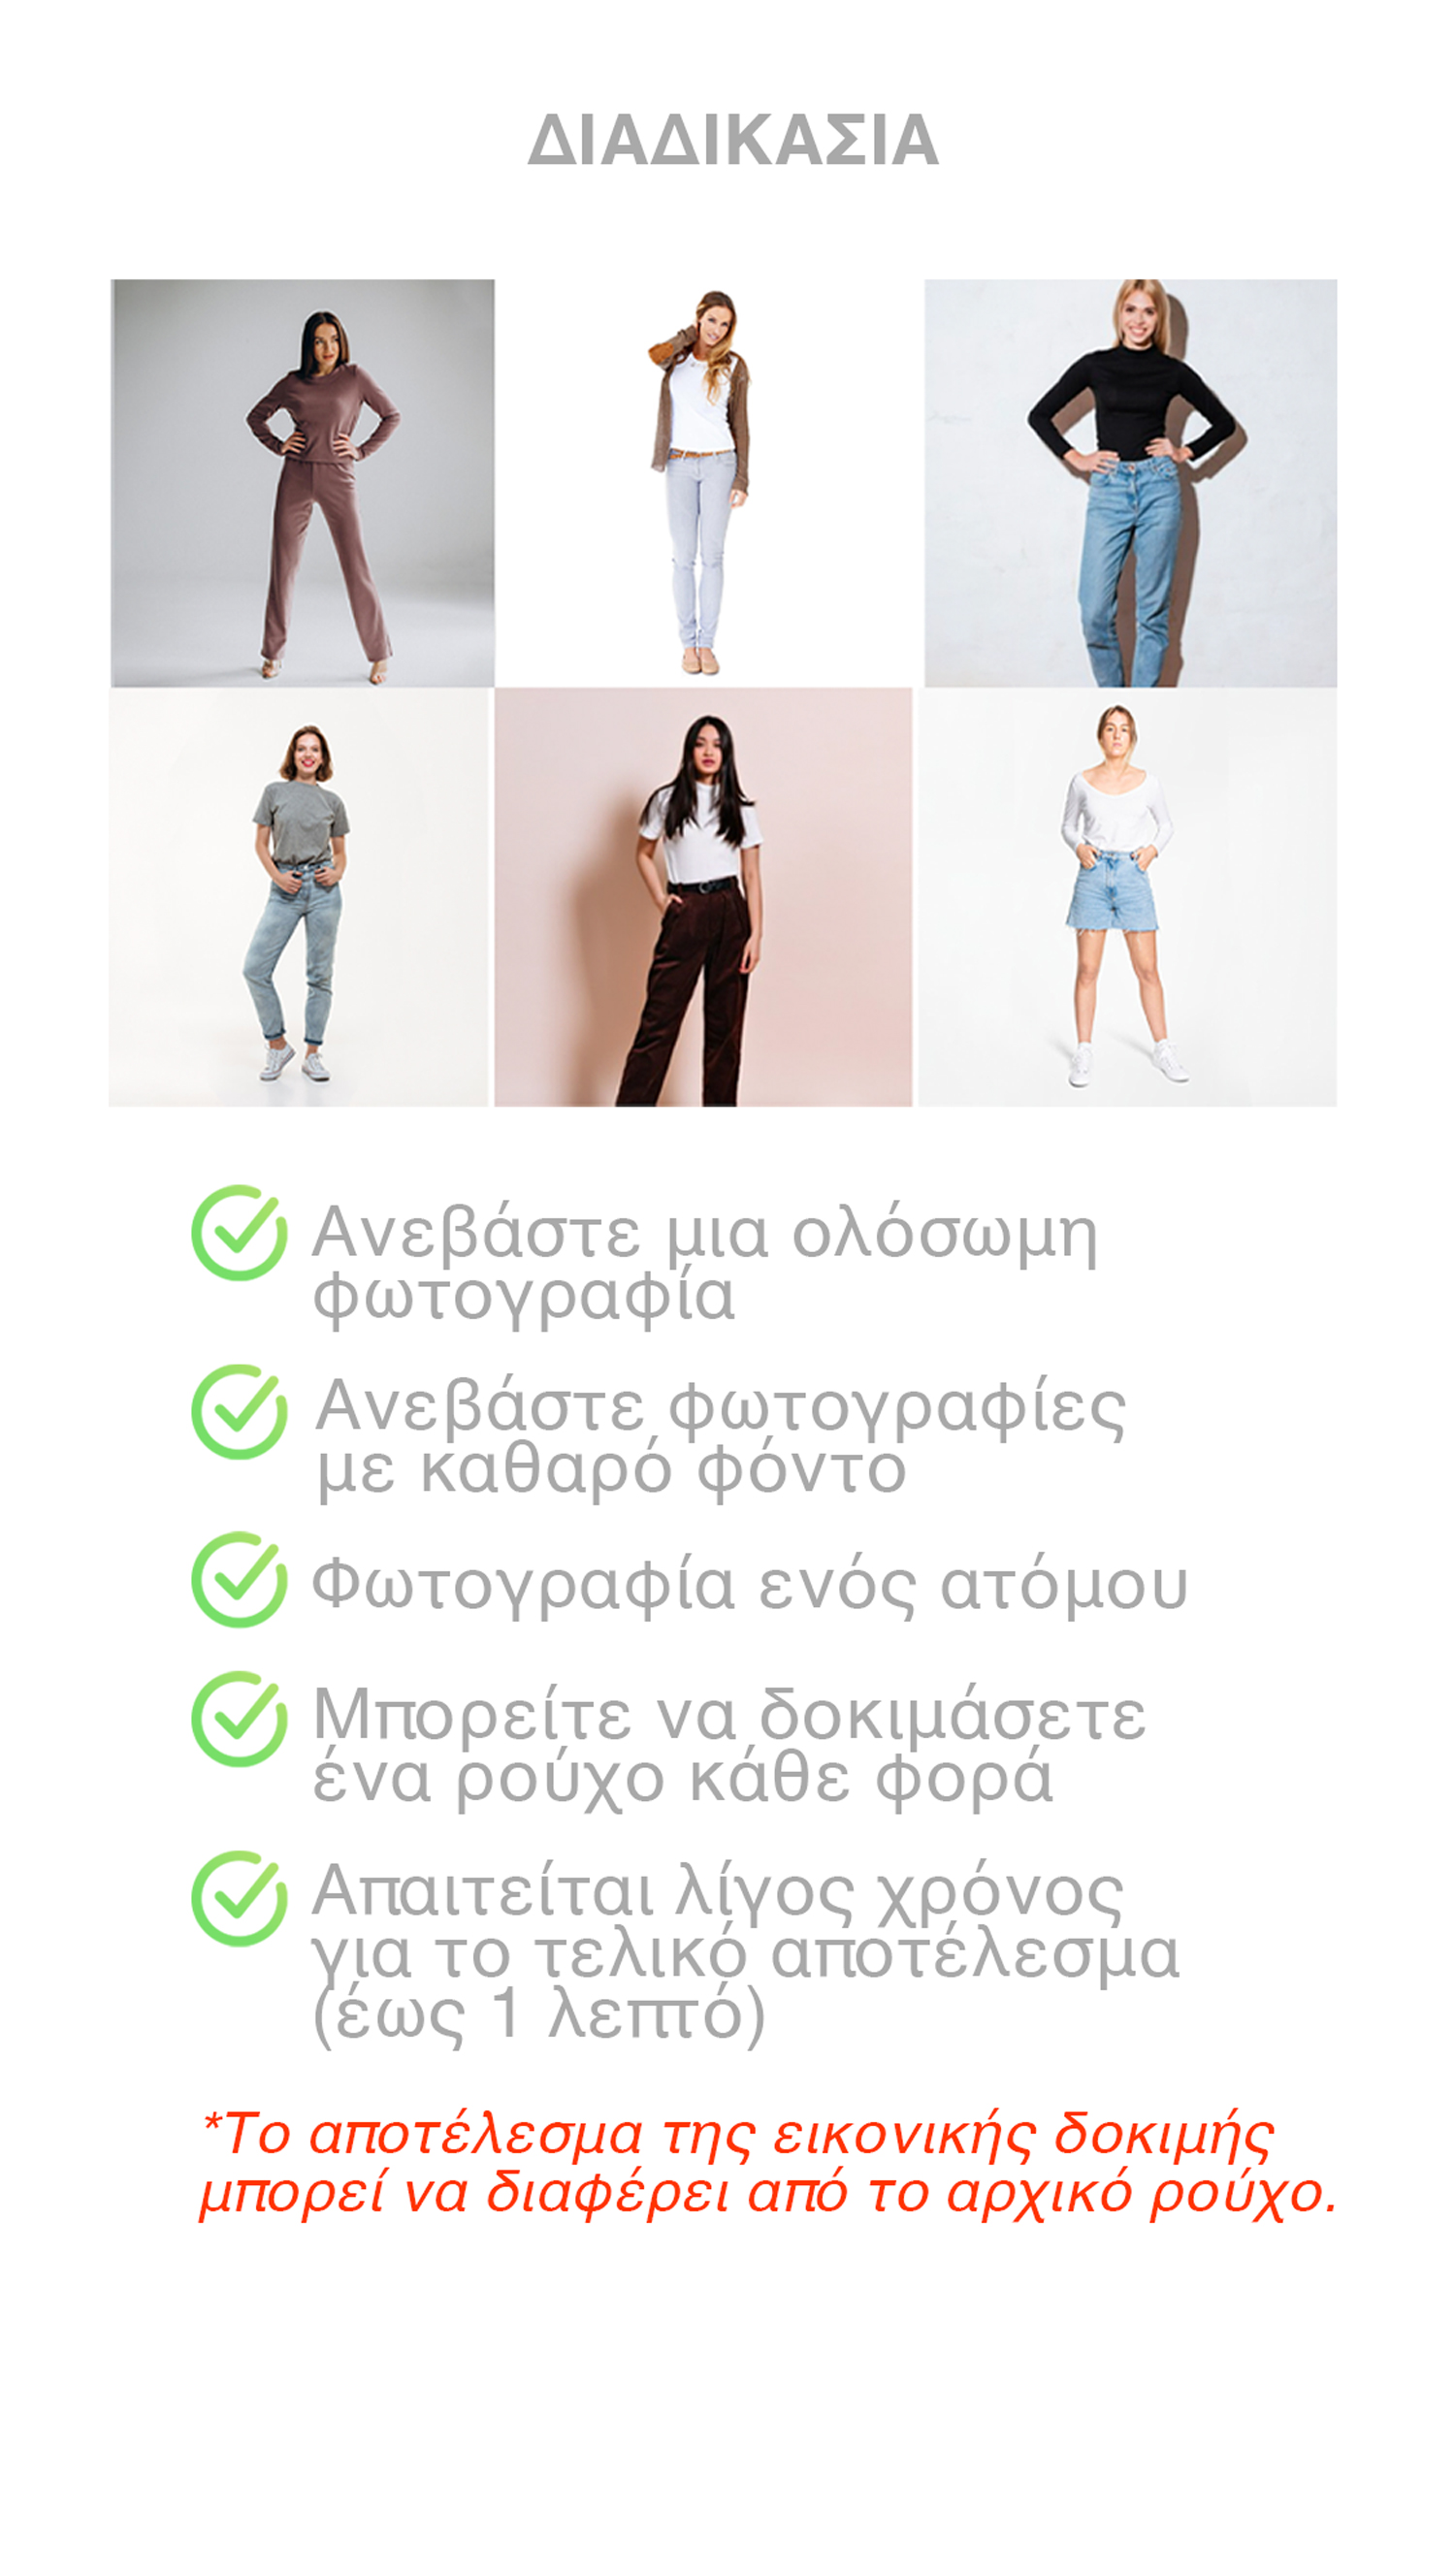 ΔΙΑΔΙΚΑΣΙΑ
Ανεβάστε μια ολόσωμη
φωτογραφία
Ανεβάστε φωτογραφίες
με καθαρό φόντο
Φωτογραφία ενός ατόμου
Μπορείτε να δοκιμάσετε
ένα ρούχο κάθε φορά
Απαιτείται λίγος χρόνος
για το τελικό αποτέλεσμα
(έως 1 λεπτό)
*Το αποτέλεσμα της εικονικής δοκιμής
μπορεί να διαφέρει από το αρχικό ρούχο.